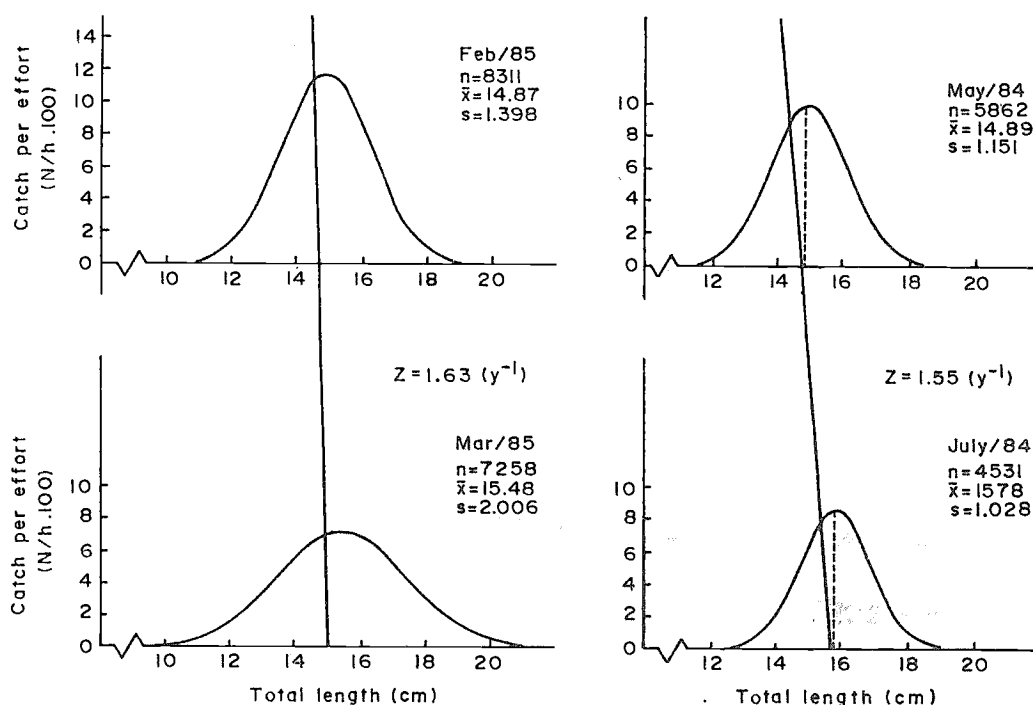 Catch per effort
(N/h .100)
14
12
10
8
6
4
2
0
10 12 14 16 18 20
Feb/85
n=8311
x̄=14.87
s=1.398
10
8
6
4
2
0
12 14 16 18 20
May/84
n=5862
x̄=14.89
s=1.151
Catch per effort
(N/h .100)
10
8
6
4
2
0
10 12 14 16 18 20
Total length (cm)
Z=1.63 (y⁻¹)
Mar/85
n=7258
x̄=15.48
s=2.006
10
8
6
4
2
0
12 14 16 18 20
Total length (cm)
Z=1.55 (y⁻¹)
July/84
n=4531
x̄=1578
s=1.028